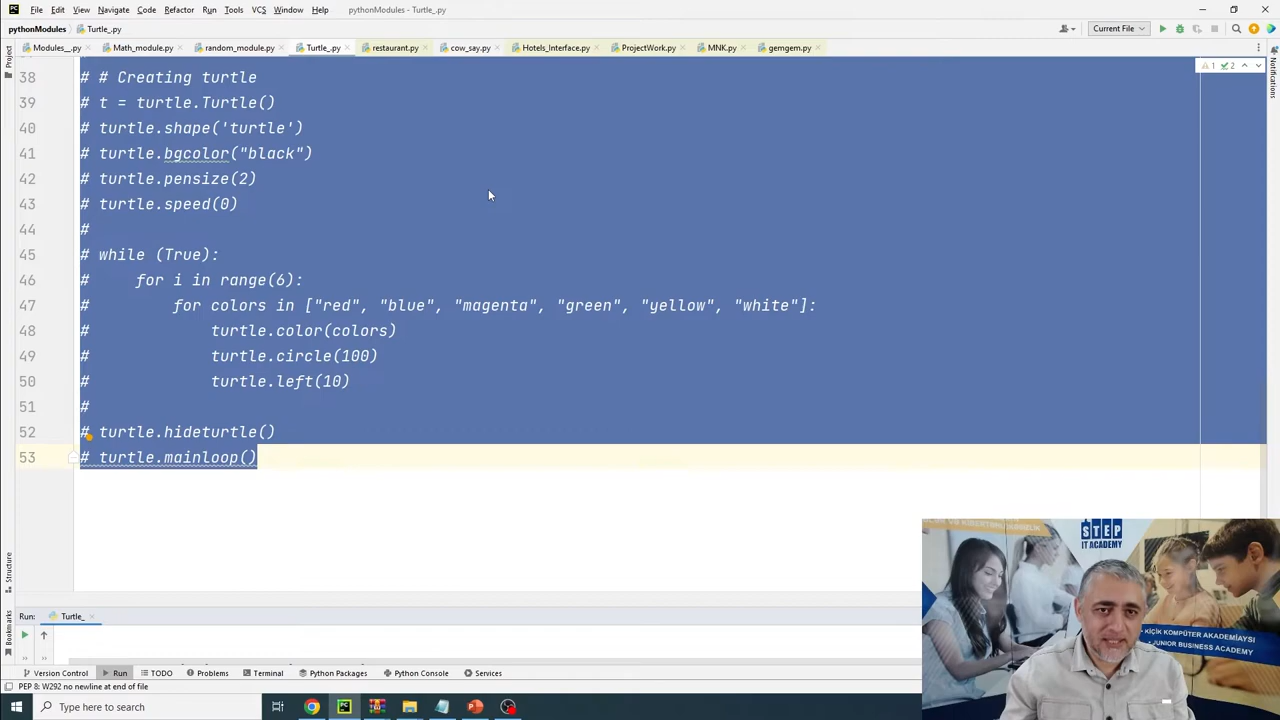 File Edit View Navigate Code Refactor Run Tools VCS Window Help pythonModules - Turtle_.py
pythonModules Turtle_.py Current File
Modules__.py Math_module.py random_module.py Turtle_.py restaurant.py cow_say.py Hotels_Interface.py ProjectWork.py MNK.py gemgem.py
Project
Notifications
1 2
38 # # Creating turtle
39 # t = turtle.Turtle()
40 # turtle.shape('turtle')
41 # turtle.bgcolor("black")
42 # turtle.pensize(2)
43 # turtle.speed(0)
44 #
45 # while (True):
46 #     for i in range(6):
47 #         for colors in ["red", "blue", "magenta", "green", "yellow", "white"]:
48 #             turtle.color(colors)
49 #             turtle.circle(100)
50 #             turtle.left(10)
51 #
52 # turtle.hideturtle()
53 # turtle.mainloop()
STEP
IT ACADEMY
- KİÇİK KOMPÜTER AKADEMİAYSI
- JUNIOR BUSINESS ACADEMY
Structure
Bookmarks
Run: Turtle_
Version Control Run TODO Problems Terminal Python Packages Python Console Services
PEP 8: W292 no newline at end of file
Type here to search